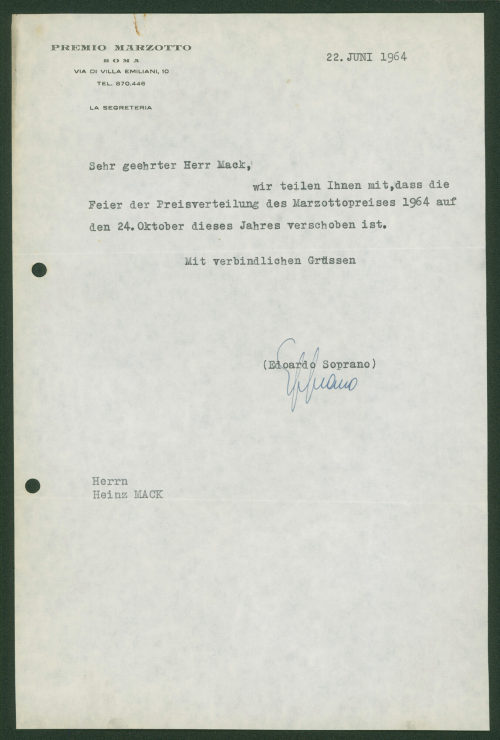 PREMIO MARZOTTO
ROMA
VIA DI VILLA EMILIANI, 10
TEL. 870.446
LA SEGRETERIA
22. JUNI 1964
Sehr geehrter Herr Mack,
wir teilen Ihnen mit,dass die
Feier der Preisverteilung des Marzottopreises 1964 auf
den 24.Oktober dieses Jahres verschoben ist.
Mit verbindlichen Grüssen
(Edoardo Soprano)
Herrn
Heinz MACK